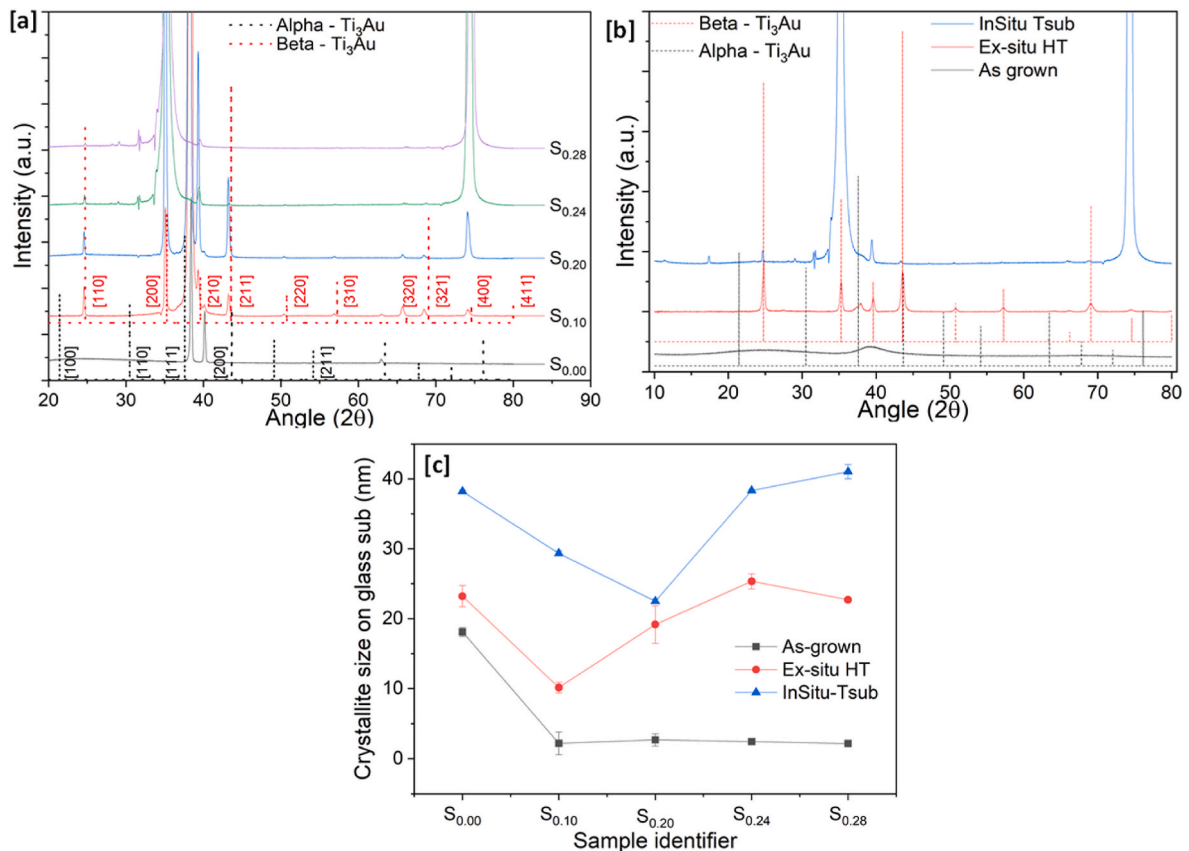 [a]
Alpha - Ti₃Au
Beta - Ti₃Au
Intensity (a.u.)
S₀.₂₈
S₀.₂₄
S₀.₂₀
S₀.₁₀
S₀.₀₀
[110]
[200]
[210]
[211]
[220]
[310]
[320]
[321]
[400]
[411]
[100]
[110]
[111]
[200]
[211]
20 30 40 50 60 70 80 90
Angle (2θ)
[b]
Beta - Ti₃Au
Alpha - Ti₃Au
InSitu Tsub
Ex-situ HT
As grown
Intensity (a.u.)
10 20 30 40 50 60 70 80
Angle (2θ)
[c]
Crystallite size on glass sub (nm)
40
30
20
10
0
As-grown
Ex-situ HT
InSitu-Tsub
S₀.₀₀ S₀.₁₀ S₀.₂₀ S₀.₂₄ S₀.₂₈
Sample identifier